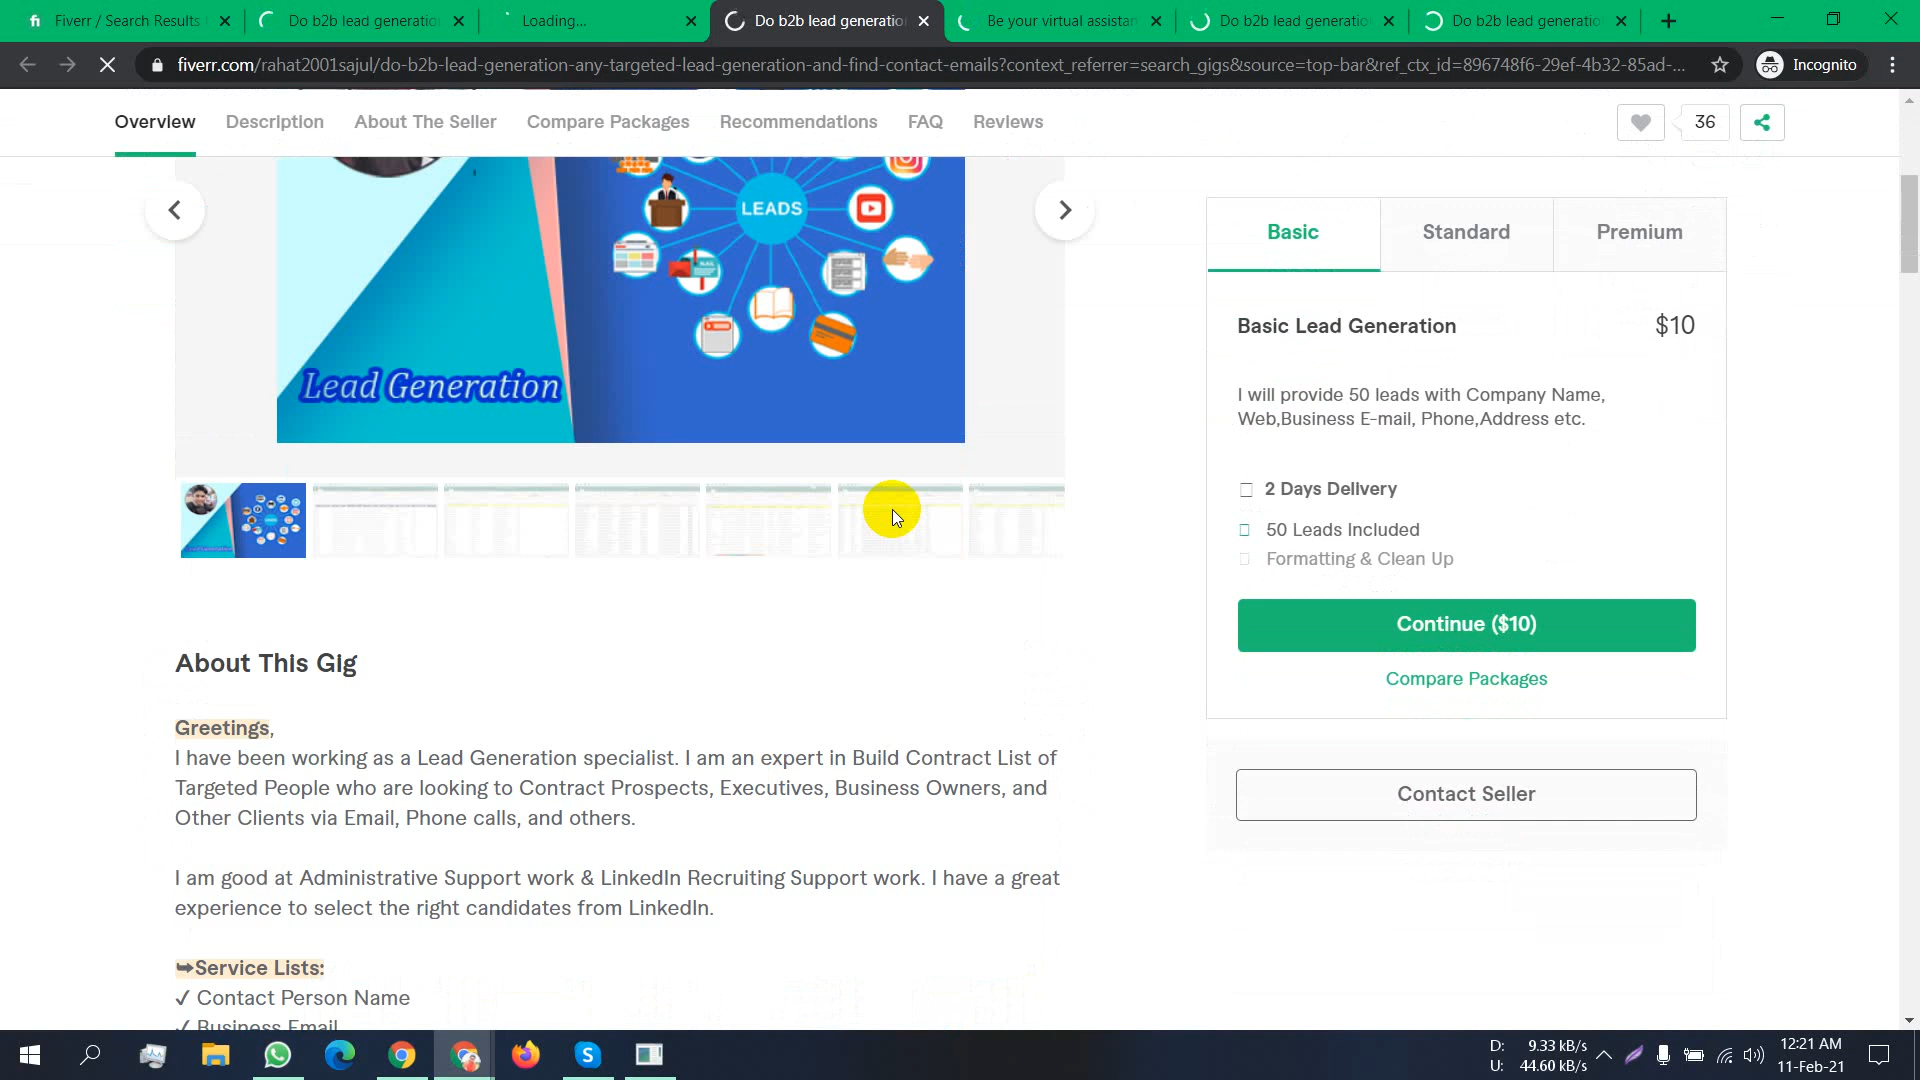 Fiverr / Search Results
Do b2b lead generatio
Loading...
Do b2b lead generatio
Be your virtual assistan
Do b2b lead generatio
Do b2b lead generatio
fiverr.com/rahat2001sajul/do-b2b-lead-generation-any-targeted-lead-generation-and-find-contact-emails?context_referrer=search_gigs&source=top-bar&ref_ctx_id=896748f6-29ef-4b32-85ad-...
Incognito
Overview
Description
About The Seller
Compare Packages
Recommendations
FAQ
Reviews
36
LEADS
Lead Generation
Basic
Standard
Premium
Basic Lead Generation
$10
I will provide 50 leads with Company Name,
Web,Business E-mail, Phone,Address etc.
2 Days Delivery
50 Leads Included
Formatting & Clean Up
Continue ($10)
Compare Packages
Contact Seller
About This Gig
Greetings,
I have been working as a Lead Generation specialist. I am an expert in Build Contract List of
Targeted People who are looking to Contract Prospects, Executives, Business Owners, and
Other Clients via Email, Phone calls, and others.
I am good at Administrative Support work & LinkedIn Recruiting Support work. I have a great
experience to select the right candidates from LinkedIn.
➥Service Lists:
✓ Contact Person Name
✓ Business Email
D: 9.33 kB/s
U: 44.60 kB/s
12:21 AM
11-Feb-21